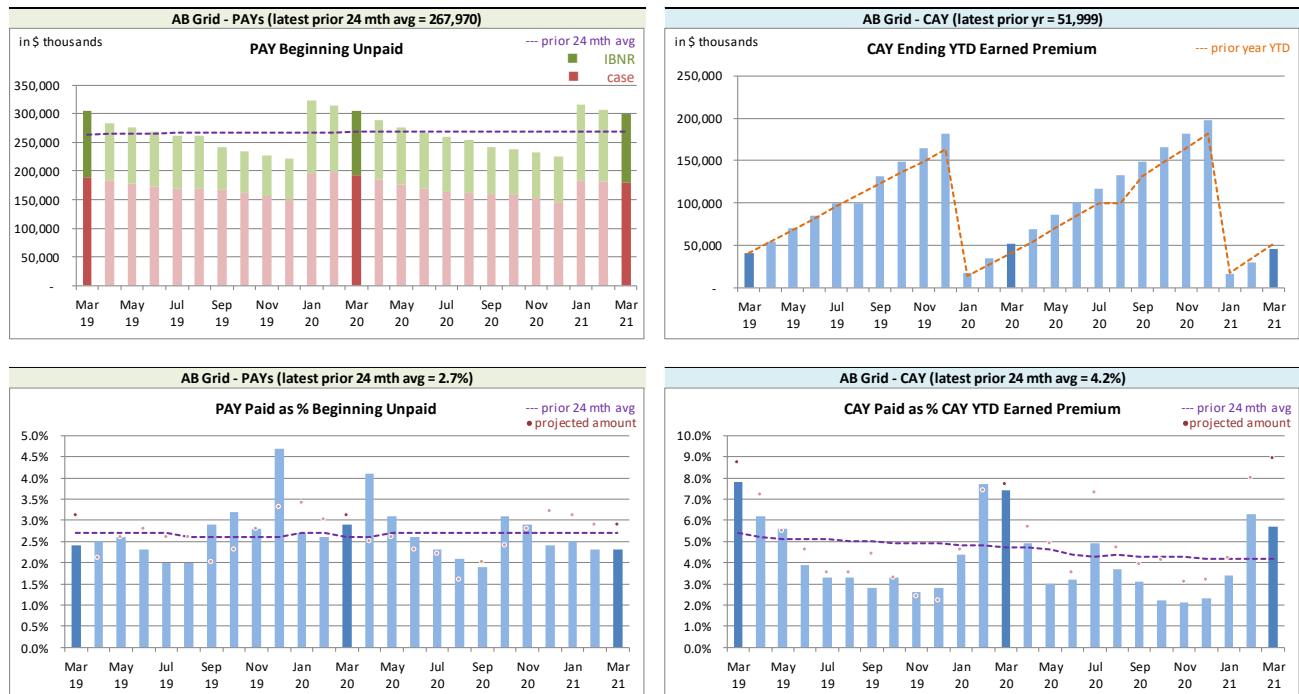 AB Grid - PAYs (latest prior 24 mth avg = 267,970)
in $ thousands
PAY Beginning Unpaid
--- prior 24 mth avg
IBNR
case
350,000
300,000
250,000
200,000
150,000
100,000
50,000
-
Mar May Jul Sep Nov Jan Mar May Jul Sep Nov Jan Mar
19 19 19 19 19 20 20 20 20 20 20 21 21
AB Grid - CAY (latest prior yr = 51,999)
in $ thousands
CAY Ending YTD Earned Premium
--- prior year YTD
250,000
200,000
150,000
100,000
50,000
-
Mar May Jul Sep Nov Jan Mar May Jul Sep Nov Jan Mar
19 19 19 19 19 20 20 20 20 20 20 21 21
AB Grid - PAYs (latest prior 24 mth avg = 2.7%)
PAY Paid as % Beginning Unpaid
--- prior 24 mth avg
• projected amount
5.0%
4.5%
4.0%
3.5%
3.0%
2.5%
2.0%
1.5%
1.0%
0.5%
0.0%
Mar May Jul Sep Nov Jan Mar May Jul Sep Nov Jan Mar
19 19 19 19 19 20 20 20 20 20 20 21 21
AB Grid - CAY (latest prior 24 mth avg = 4.2%)
CAY Paid as % CAY YTD Earned Premium
--- prior 24 mth avg
• projected amount
10.0%
9.0%
8.0%
7.0%
6.0%
5.0%
4.0%
3.0%
2.0%
1.0%
0.0%
Mar May Jul Sep Nov Jan Mar May Jul Sep Nov Jan Mar
19 19 19 19 19 20 20 20 20 20 20 21 21